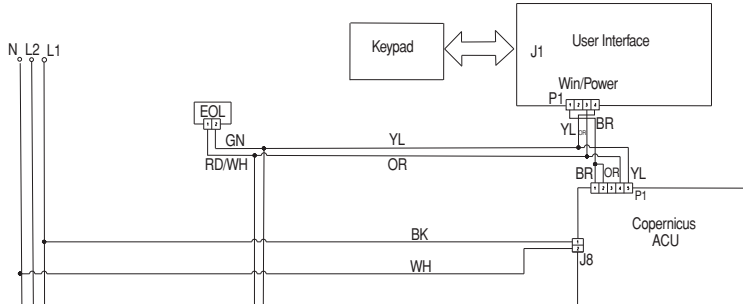 N L2 L1
Keypad
J1
User Interface
Win/Power
P1
1 2 3 4
EOL
1 2
GN
YL
YL
OR
BR
RD/WH
OR
BR
OR
YL
1 2 3 4 5
P1
Copernicus
ACU
BK
1
2
J8
WH